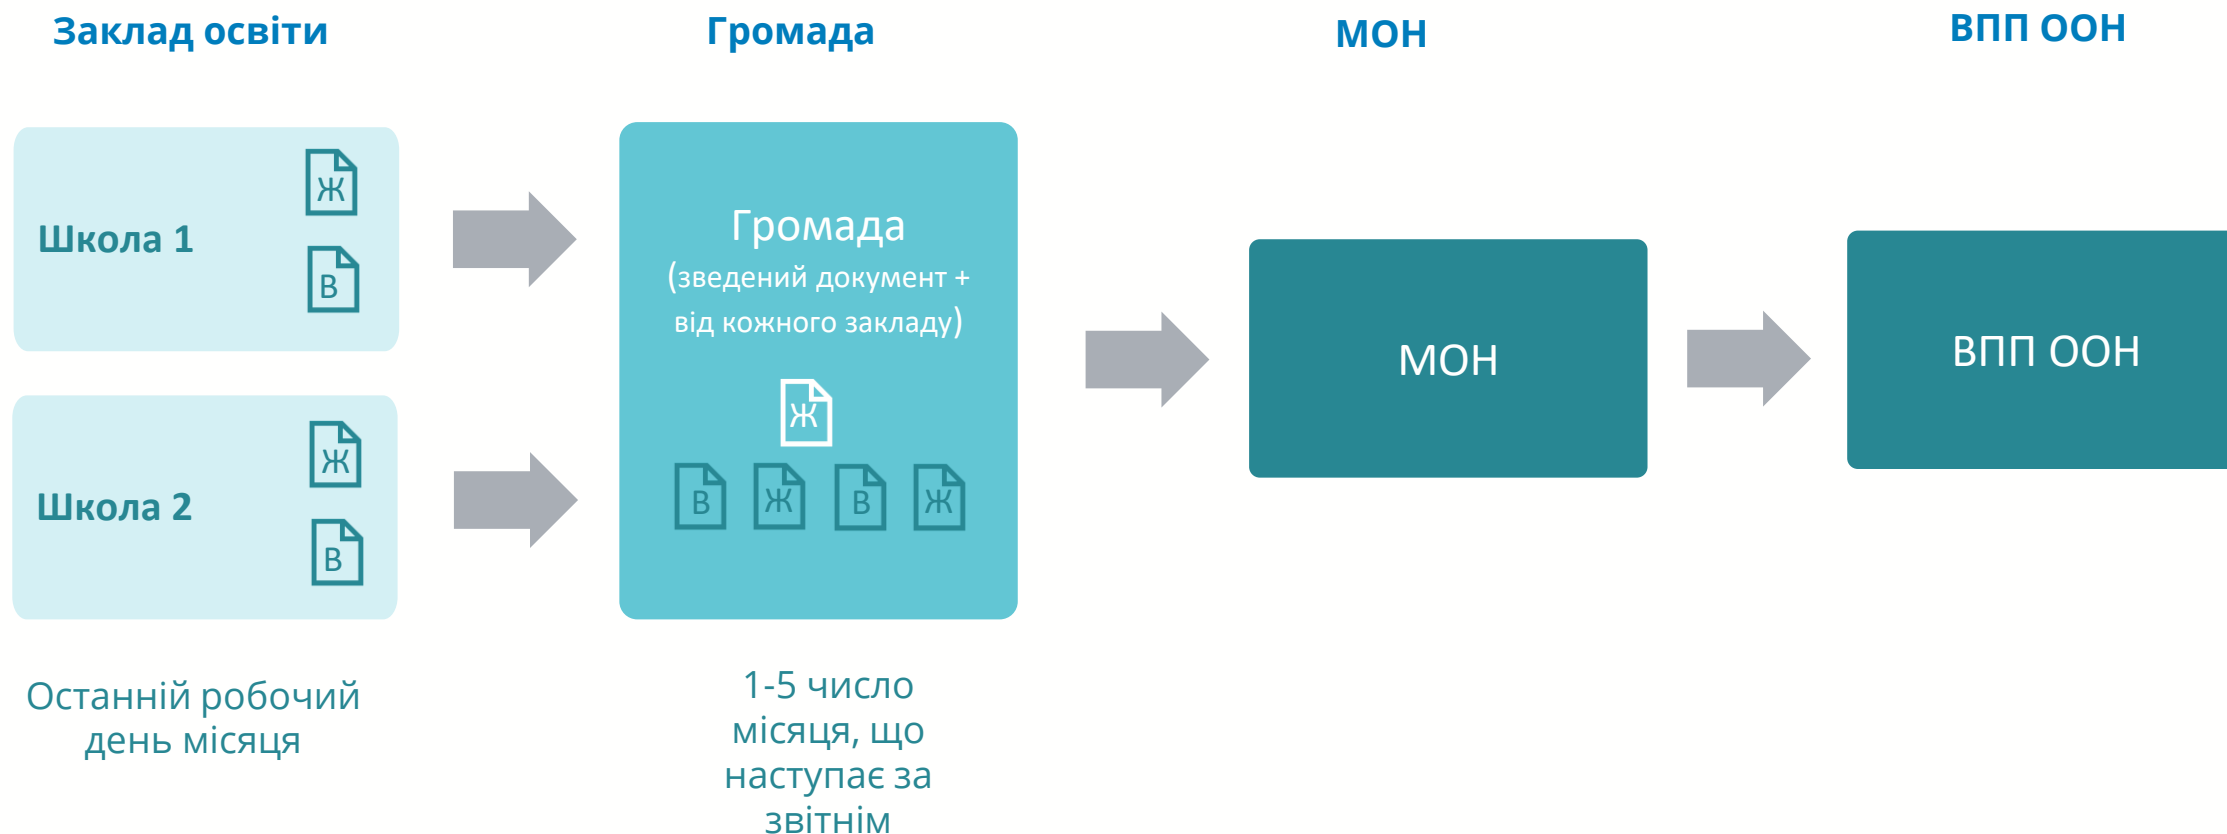 Заклад освіти
Громада
МОН
ВПП ООН
Школа 1
Ж
В
Школа 2
Ж
В
Громада
(зведений документ +
від кожного закладу)
Ж
В Ж В Ж
МОН
ВПП ООН
Останній робочий
день місяця
1-5 число
місяця, що
наступає за
звітнім